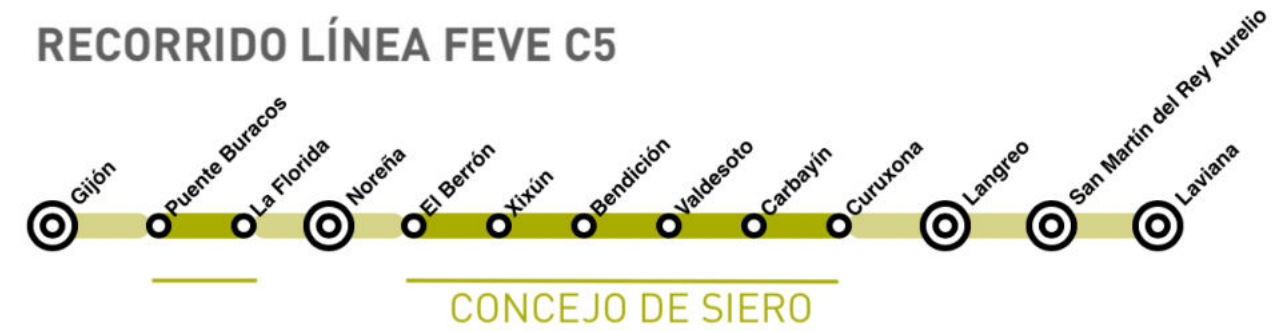 RECORRIDO LÍNEA FEVE C5
Gijón
Puente Buracos
La Florida
Noreña
El Berrón
Xixún
Bendición
Valdesoto
Carbayín
Curuxona
Langreo
San Martín del Rey Aurelio
Laviana
CONCEJO DE SIERO